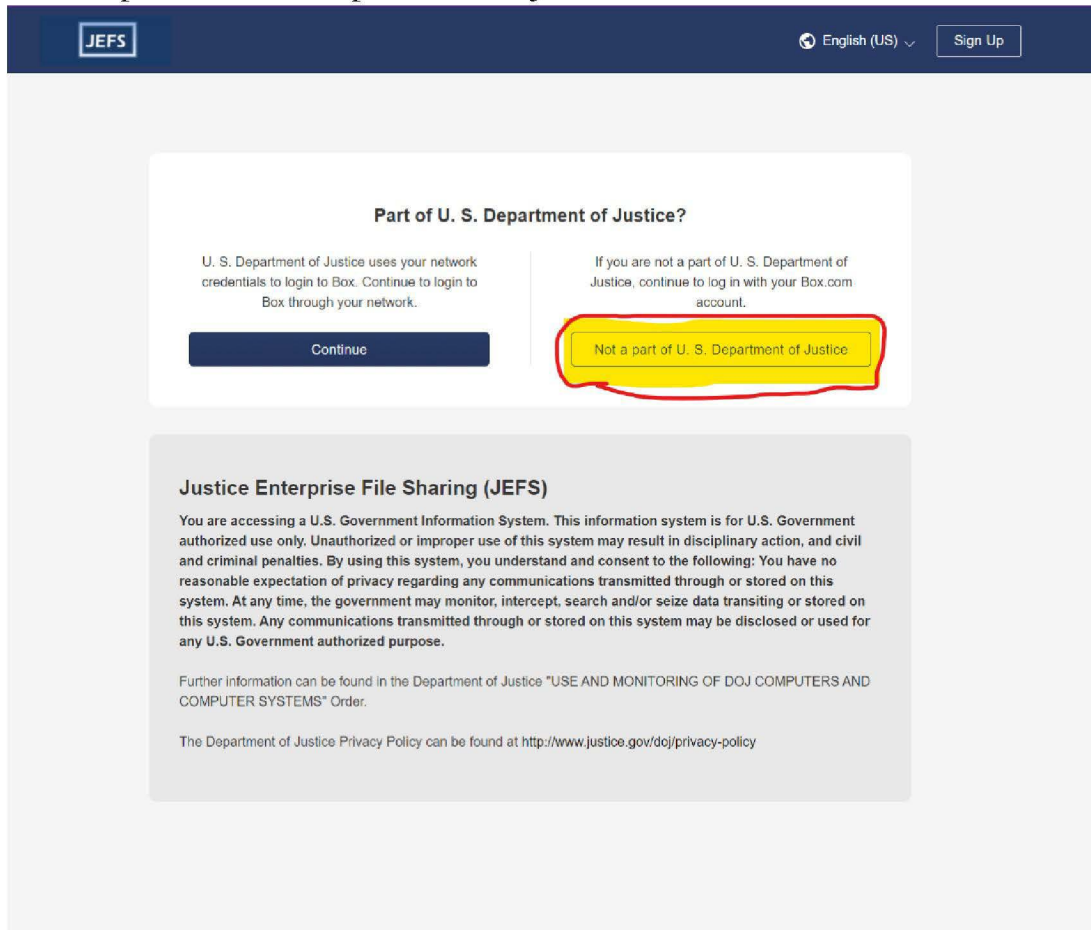 JEFS
English (US)
Sign Up
Part of U. S. Department of Justice?
U. S. Department of Justice uses your network
credentials to login to Box. Continue to login to
Box through your network.
Continue
If you are not a part of U. S. Department of
Justice, continue to log in with your Box.com
account.
Not a part of U. S. Department of Justice
Justice Enterprise File Sharing (JEFS)
You are accessing a U.S. Government Information System. This information system is for U.S. Government
authorized use only. Unauthorized or improper use of this system may result in disciplinary action, and civil
and criminal penalties. By using this system, you understand and consent to the following: You have no
reasonable expectation of privacy regarding any communications transmitted through or stored on this
system. At any time, the government may monitor, intercept, search and/or seize data transiting or stored on
this system. Any communications transmitted through or stored on this system may be disclosed or used for
any U.S. Government authorized purpose.
Further information can be found in the Department of Justice "USE AND MONITORING OF DOJ COMPUTERS AND
COMPUTER SYSTEMS" Order.
The Department of Justice Privacy Policy can be found at http://www.justice.gov/doj/privacy-policy